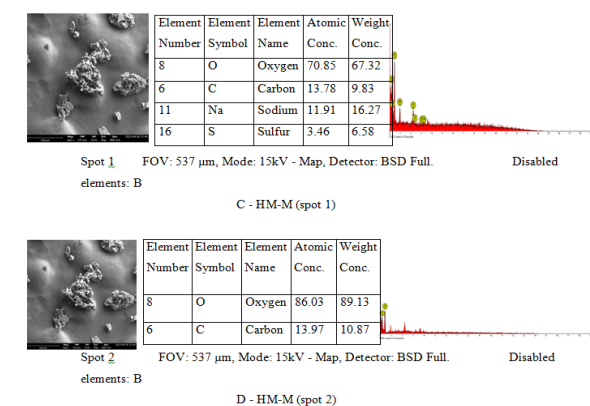 Element Element Element Atomic Weight
Number Symbol Name Conc. Conc.
8 O Oxygen 70.85 67.32
6 C Carbon 13.78 9.83
11 Na Sodium 11.91 16.27
16 S Sulfur 3.46 6.58
Spot 1 FOV: 537 μm, Mode: 15kV - Map, Detector: BSD Full. Disabled
elements: B
C - HM-M (spot 1)
Element Element Element Atomic Weight
Number Symbol Name Conc. Conc.
8 O Oxygen 86.03 89.13
6 C Carbon 13.97 10.87
Spot 2 FOV: 537 μm, Mode: 15kV - Map, Detector: BSD Full. Disabled
elements: B
D - HM-M (spot 2)